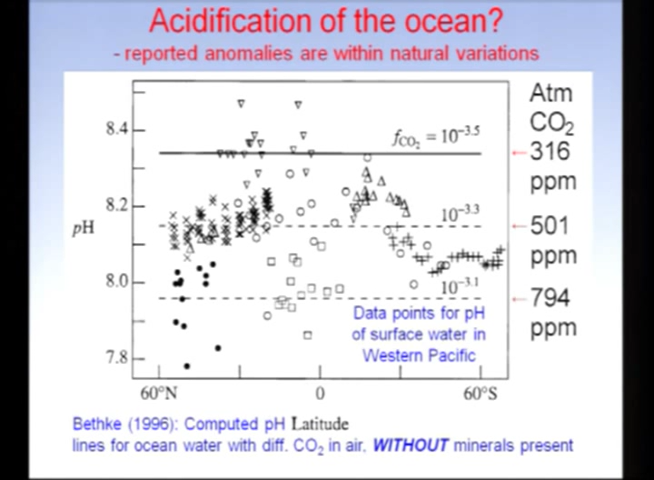 Acidification of the ocean?
- reported anomalies are within natural variations
Atm
CO₂
8.4
fCO₂ = 10⁻³·⁵
316
ppm
8.2
10⁻³·³
pH
501
ppm
8.0
10⁻³·¹
794
ppm
Data points for pH
of surface water in
Western Pacific
7.8
60°N
0
60°S
Bethke (1996): Computed pH Latitude
lines for ocean water with diff. CO₂ in air, WITHOUT minerals present